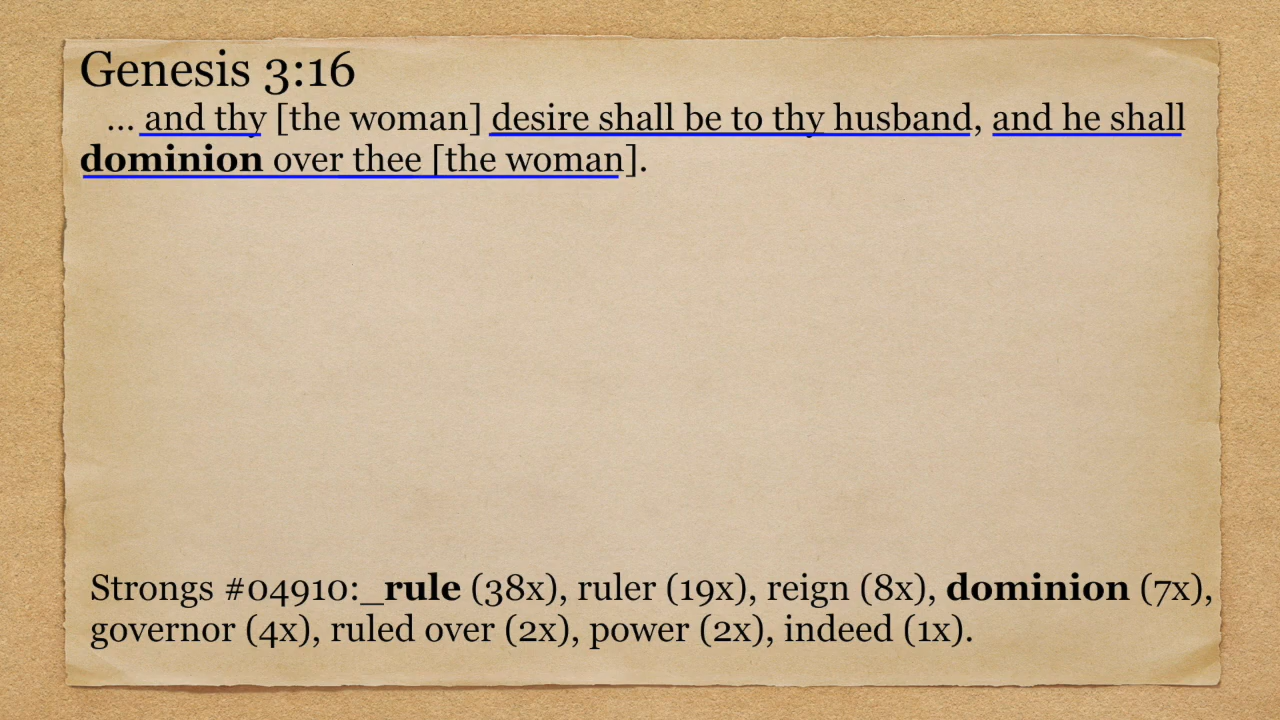 Genesis 3:16
... and thy [the woman] desire shall be to thy husband, and he shall
dominion over thee [the woman].
Strongs #04910:_rule (38x), ruler (19x), reign (8x), dominion (7x),
governor (4x), ruled over (2x), power (2x), indeed (1x).